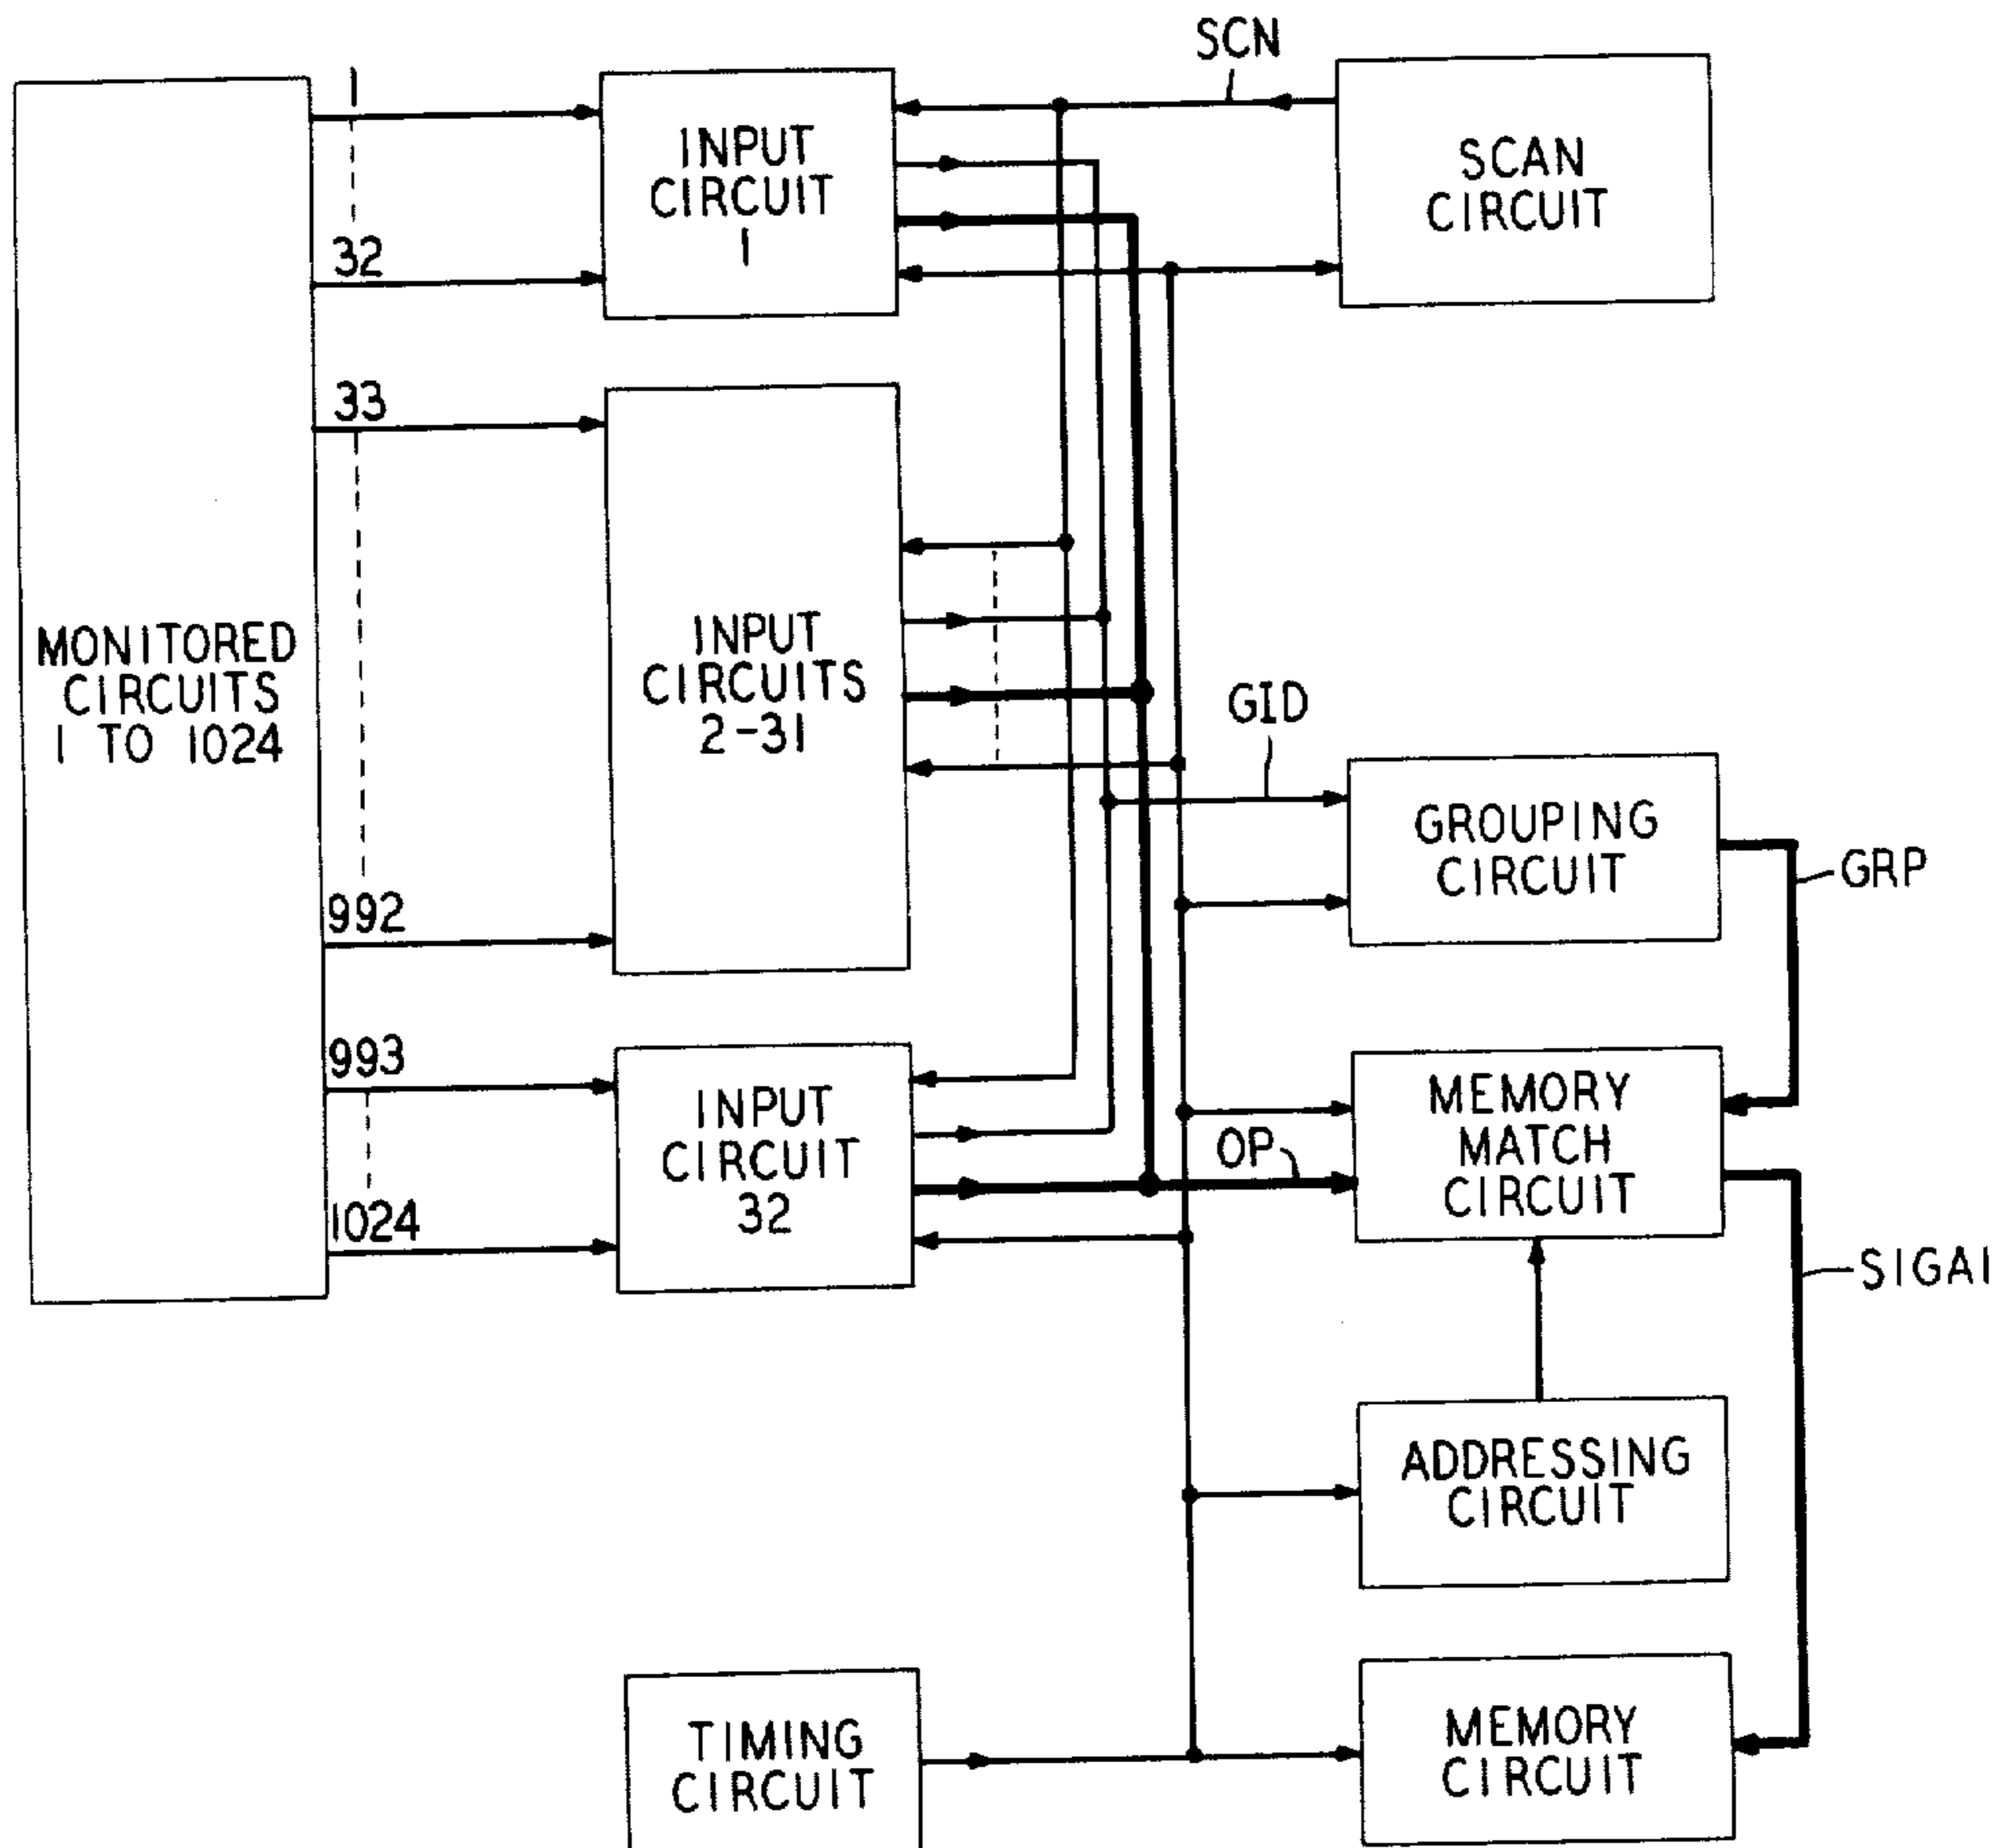 SCN
1
INPUT
CIRCUIT
1
SCAN
CIRCUIT
32
33
MONITORED
CIRCUITS
1 TO 1024
INPUT
CIRCUITS
2-31
GID
GROUPING
CIRCUIT
GRP
992
993
INPUT
CIRCUIT
32
MEMORY
MATCH
CIRCUIT
OP
1024
SIGA1
ADDRESSING
CIRCUIT
TIMING
CIRCUIT
MEMORY
CIRCUIT